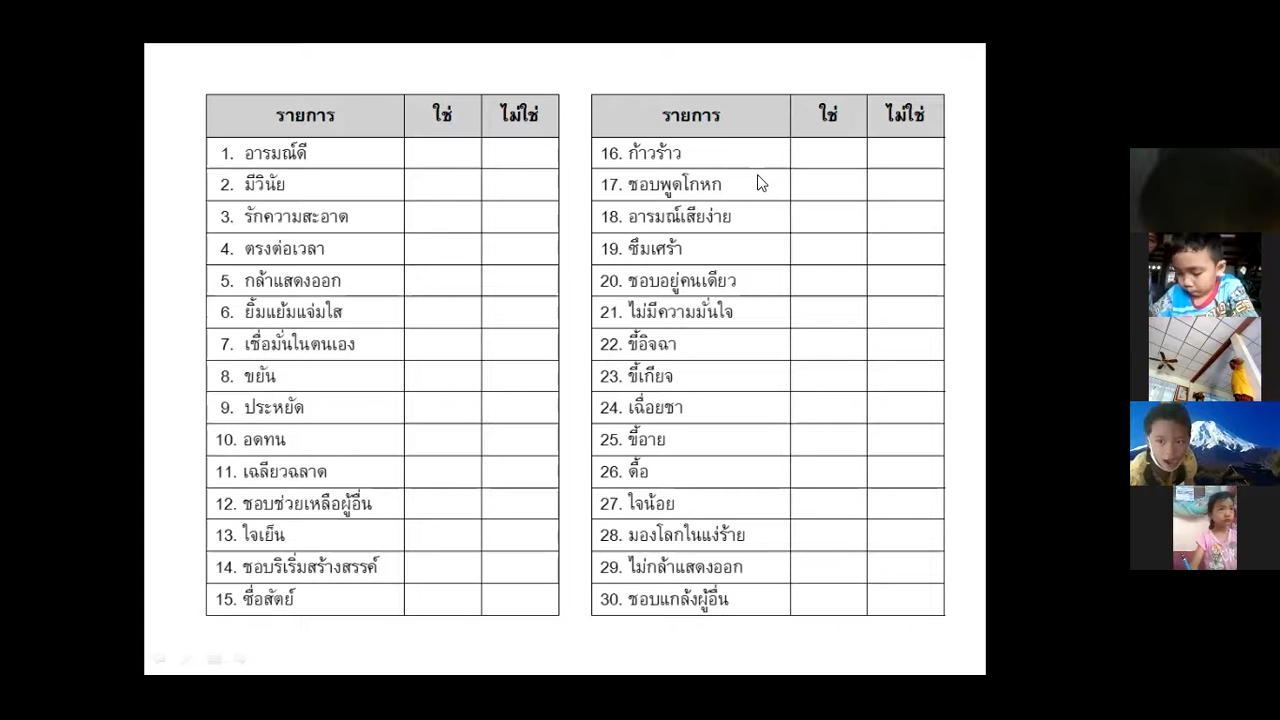 รายการ ใช่ ไม่ใช่
1. อารมณ์ดี
2. มีวินัย
3. รักความสะอาด
4. ตรงต่อเวลา
5. กล้าแสดงออก
6. ยิ้มแย้มแจ่มใส
7. เชื่อมั่นในตนเอง
8. ขยัน
9. ประหยัด
10. อดทน
11. เฉลียวฉลาด
12. ชอบช่วยเหลือผู้อื่น
13. ใจเย็น
14. ชอบริเริ่มสร้างสรรค์
15. ซื่อสัตย์
รายการ ใช่ ไม่ใช่
16. ก้าวร้าว
17. ชอบพูดโกหก
18. อารมณ์เสียง่าย
19. ซึมเศร้า
20. ชอบอยู่คนเดียว
21. ไม่มีความมั่นใจ
22. ขี้อิจฉา
23. ขี้เกียจ
24. เฉื่อยชา
25. ขี้อาย
26. ดื้อ
27. ใจน้อย
28. มองโลกในแง่ร้าย
29. ไม่กล้าแสดงออก
30. ชอบแกล้งผู้อื่น